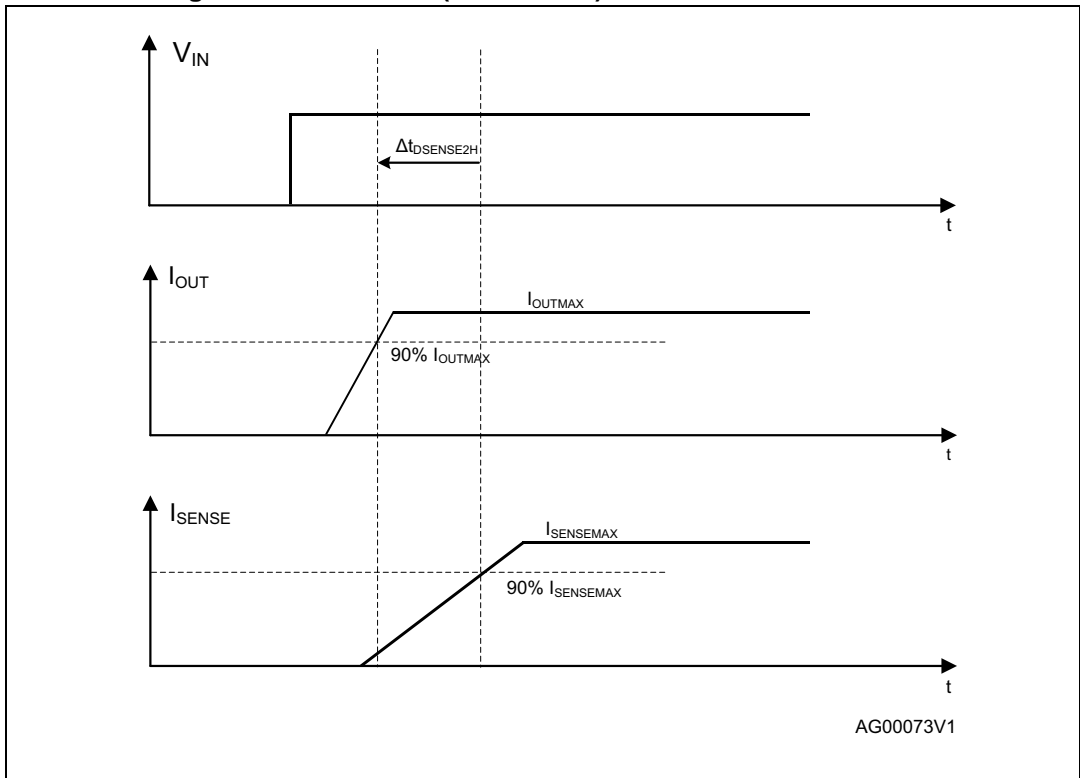 V_IN
Δt_DSENSE2H
t
I_OUT
I_OUTMAX
90% I_OUTMAX
t
I_SENSE
I_SENSEMAX
90% I_SENSEMAX
t
AG00073V1